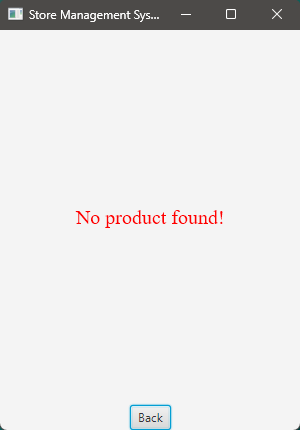 Store Management Sys...
No product found!
Back